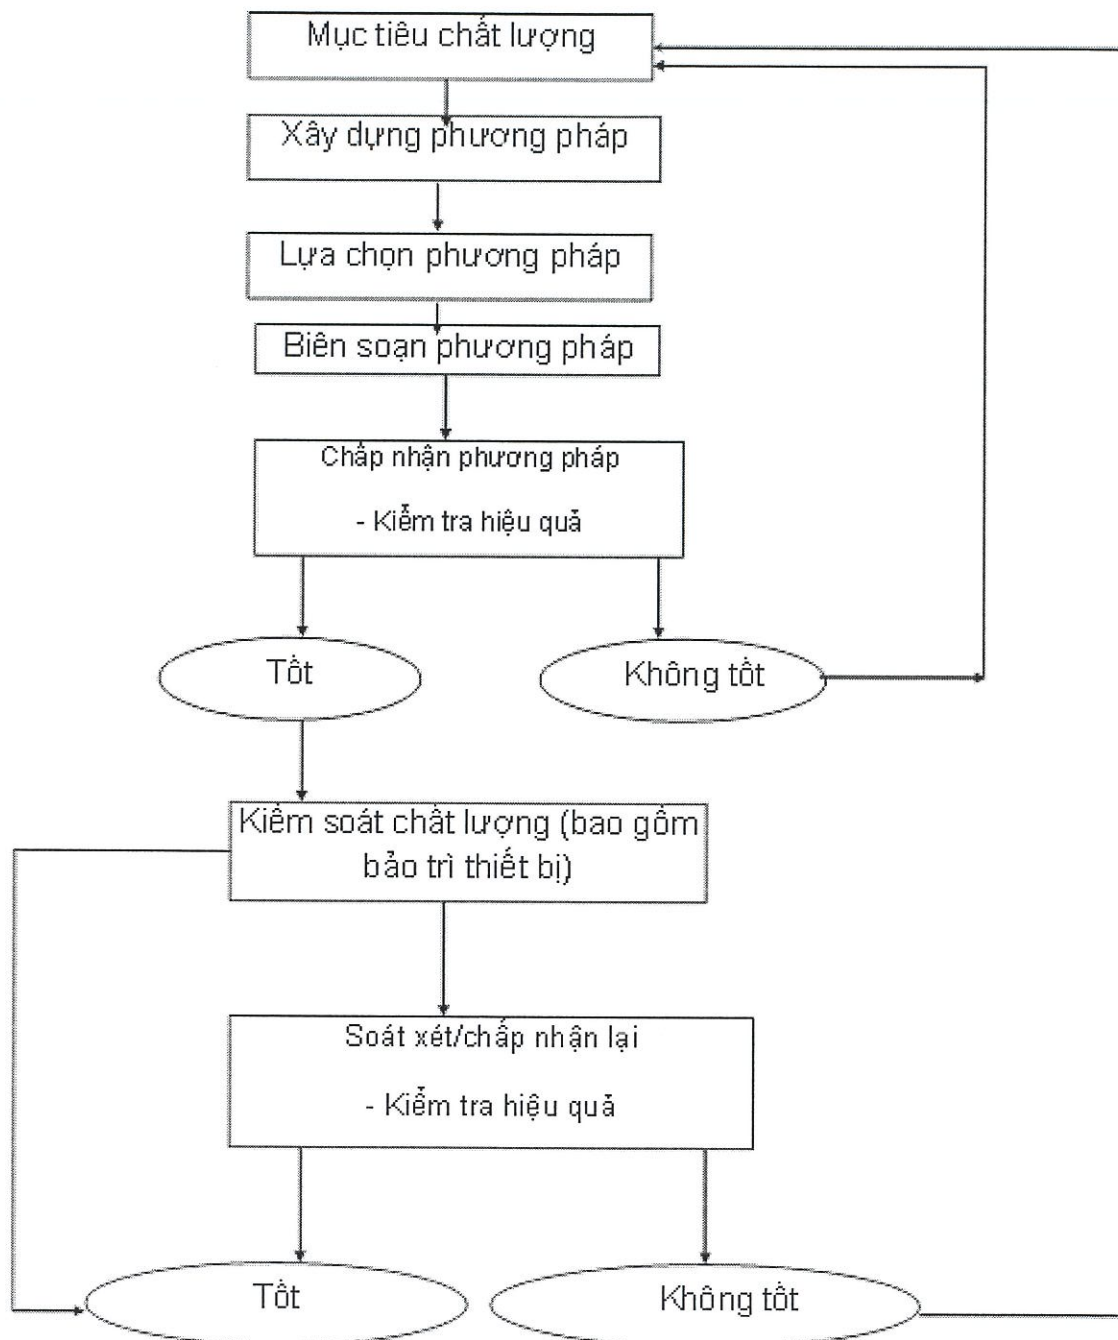 Mục tiêu chất lượng
Xây dựng phương pháp
Lựa chọn phương pháp
Biên soạn phương pháp
Chấp nhận phương pháp
- Kiểm tra hiệu quả
Tốt
Không tốt
Kiểm soát chất lượng (bao gồm
bảo trì thiết bị)
Soát xét/chấp nhận lại
- Kiểm tra hiệu quả
Tốt
Không tốt